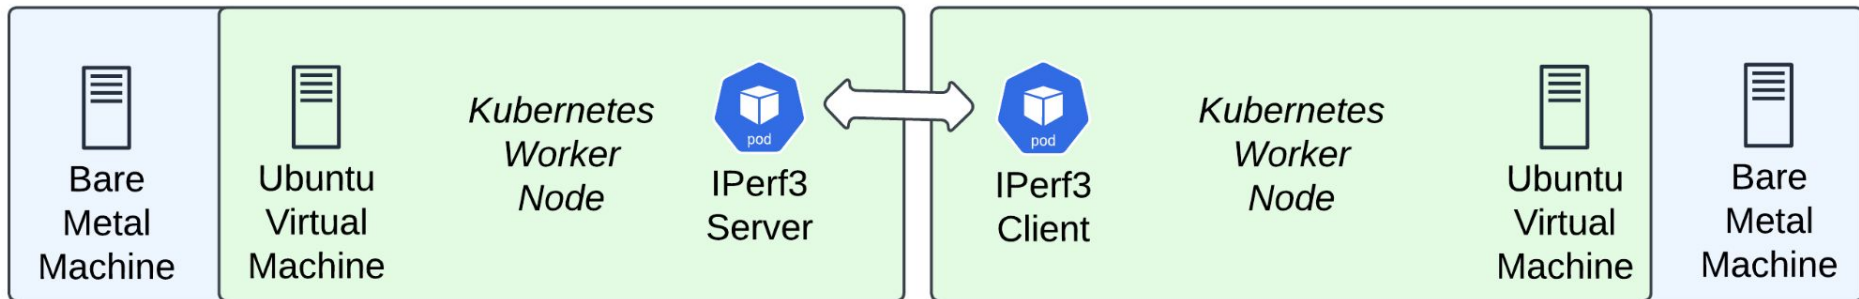 Bare
Metal
Machine
Ubuntu
Virtual
Machine
Kubernetes
Worker
Node
pod
IPerf3
Server
pod
IPerf3
Client
Kubernetes
Worker
Node
Ubuntu
Virtual
Machine
Bare
Metal
Machine